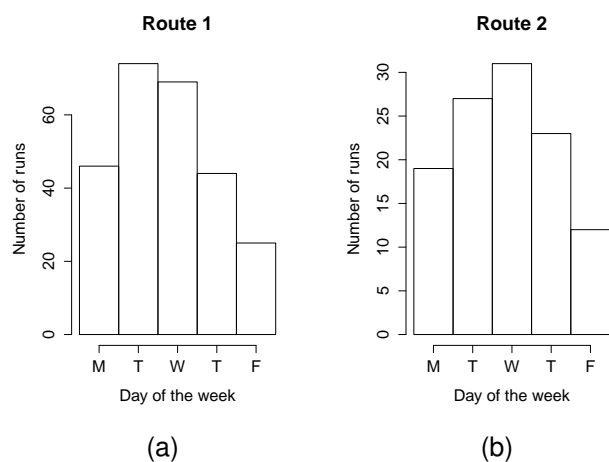 Route 1
Number of runs
0
20
40
60
M T W T F
Day of the week
(a)
Route 2
Number of runs
0
5
10
15
20
25
30
M T W T F
Day of the week
(b)